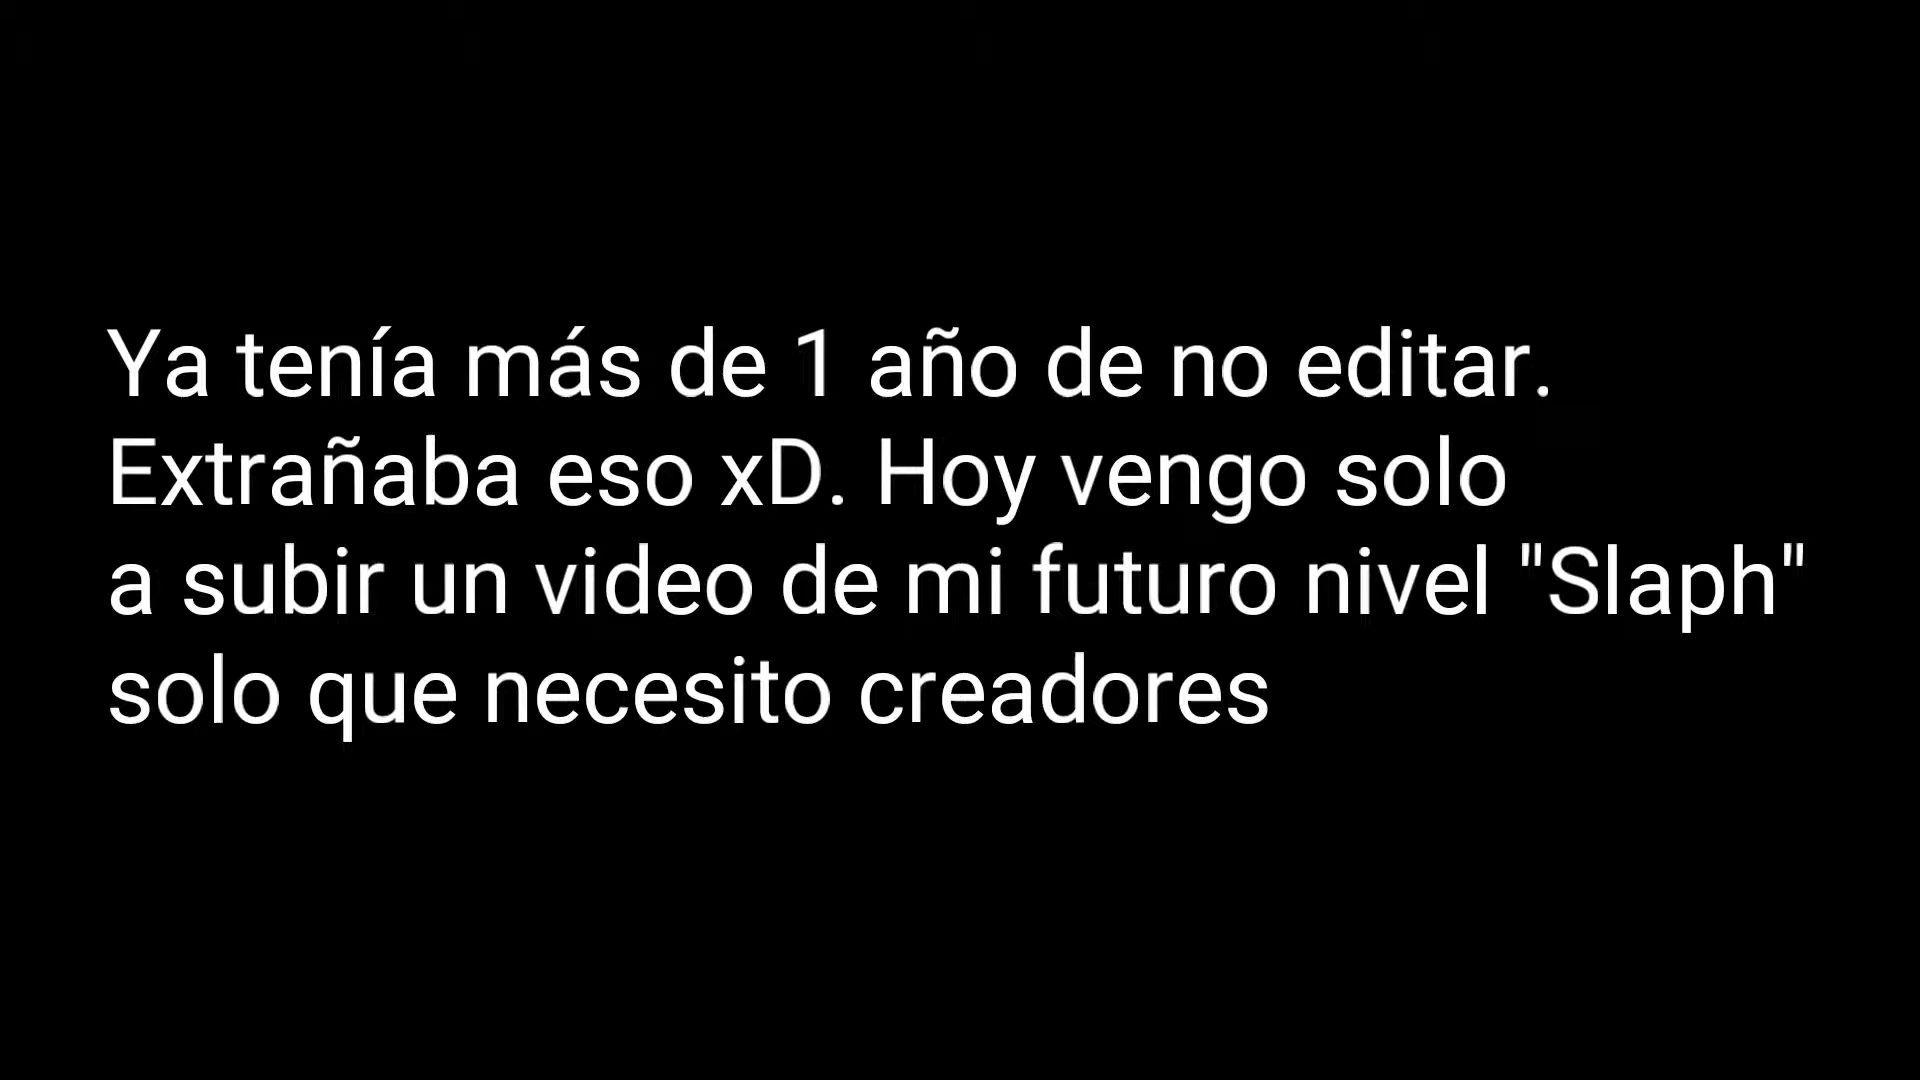 Ya tenía más de 1 año de no editar.
Extrañaba eso xD. Hoy vengo solo
a subir un video de mi futuro nivel "Slaph"
solo que necesito creadores